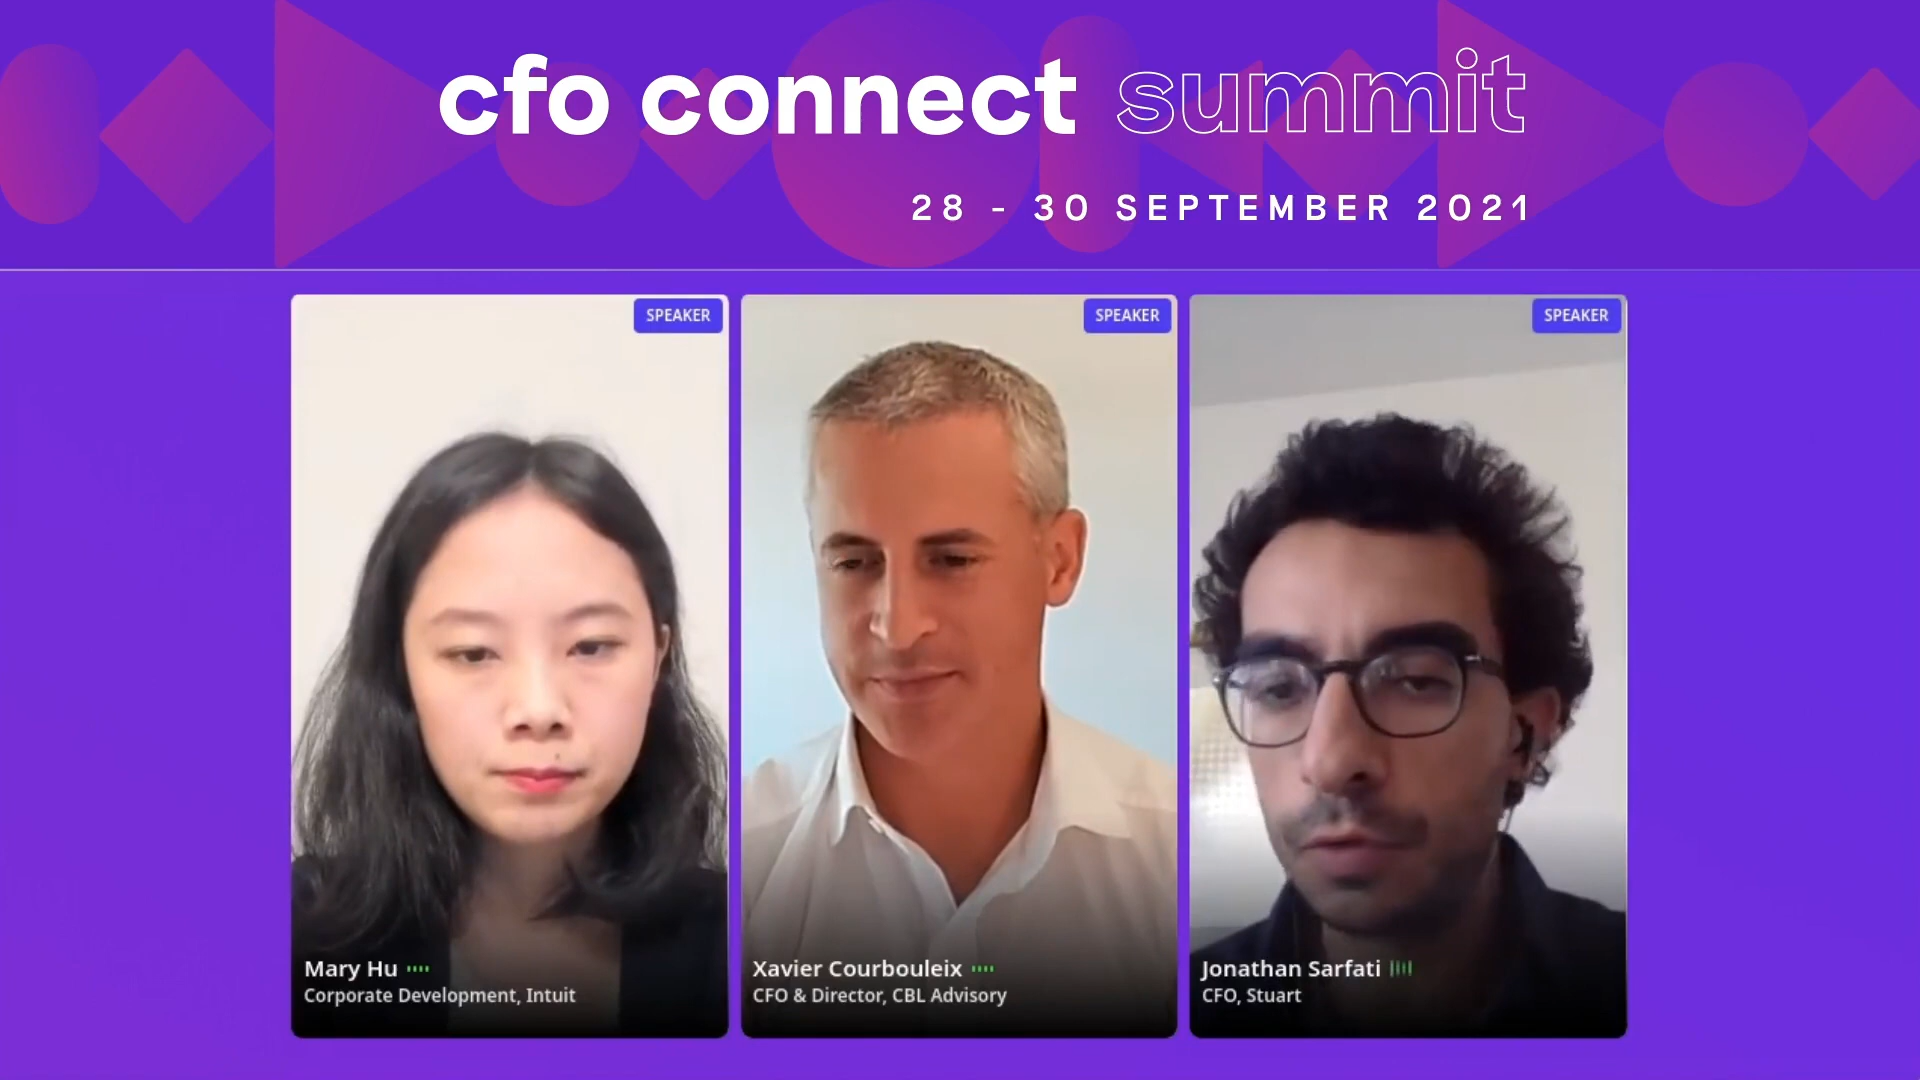 cfo connect summit
28 - 30 SEPTEMBER 2021
SPEAKER
SPEAKER
SPEAKER
Mary Hu
Corporate Development, Intuit
Xavier Courbouleix
CFO & Director, CBL Advisory
Jonathan Sarfati
CFO, Stuart